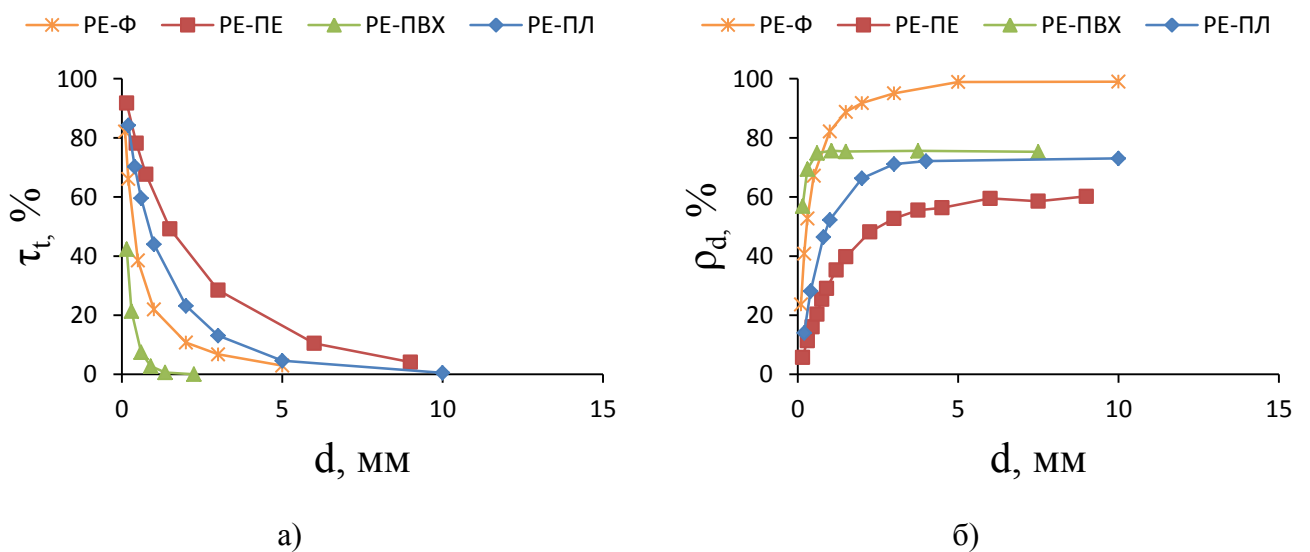 РЕ-Ф РЕ-ПЕ РЕ-ПВХ РЕ-ПЛ
100
80
60
40
20
0
0 5 10 15
τt, %
d, мм
а)
РЕ-Ф РЕ-ПЕ РЕ-ПВХ РЕ-ПЛ
100
80
60
40
20
0
0 5 10 15
ρd, %
d, мм
б)